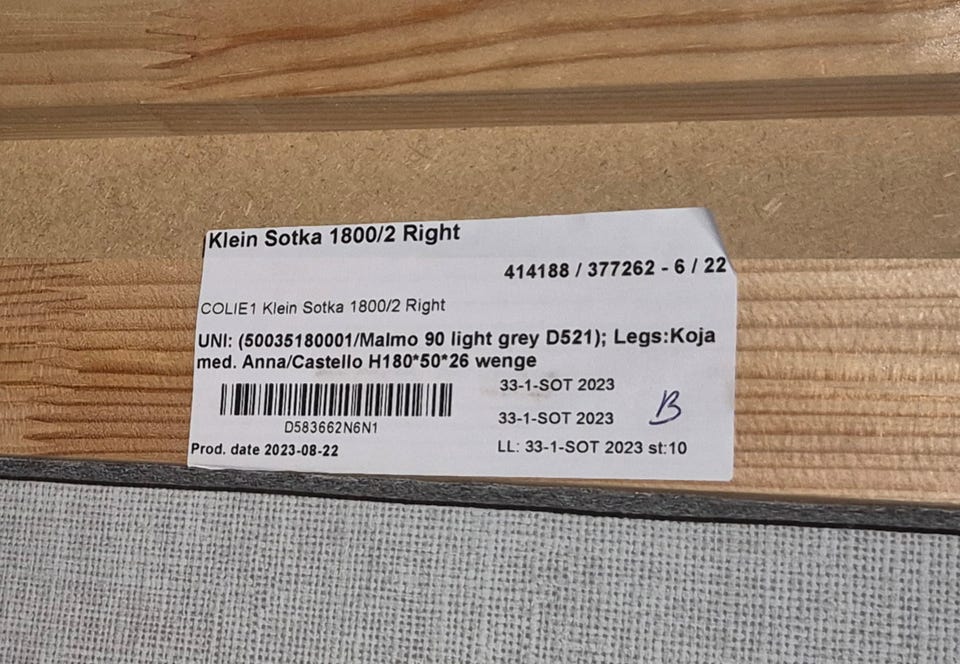 Klein Sotka 1800/2 Right
414188 / 377262 - 6 / 22
COLIE1 Klein Sotka 1800/2 Right
UNI: (50035180001/Malmo 90 light grey D521); Legs:Koja
med. Anna/Castello H180*50*26 wenge
33-1-SOT 2023
33-1-SOT 2023
B
D583662N6N1
Prod. date 2023-08-22
LL: 33-1-SOT 2023 st:10